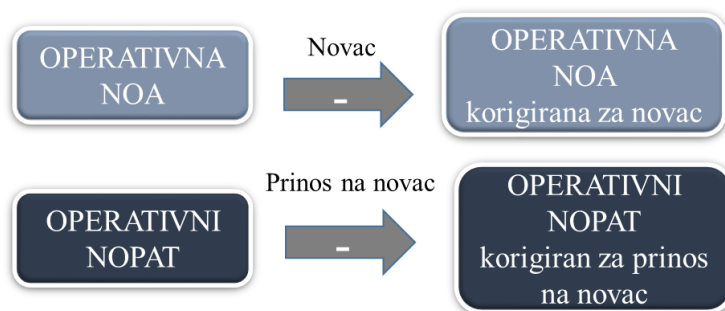 OPERATIVNA
NOA
Novac
-
OPERATIVNA
NOA
korigirana za novac
OPERATIVNI
NOPAT
Prinos na novac
-
OPERATIVNI
NOPAT
korigiran za prinos
na novac